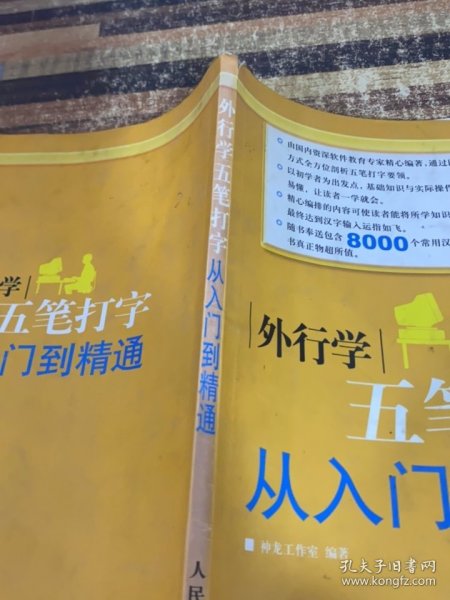 学
五笔打字
门到精通
外行学五笔打字
从入门到精通
人民
由国内资深软件教育专家精心编著,通过
方式全方位剖析五笔打字要领。
以初学者为出发点,基础知识与实际操作
易懂,让读者一学就会。
精心编排的内容可使读者能将所学知识
最终达到汉字输入运指如飞。
随书奉送包含8000个常用汉
书真正物超所值。
外行学
五笔
从入门
神龙工作室 编著
孔夫子旧书网
www.kongfz.com